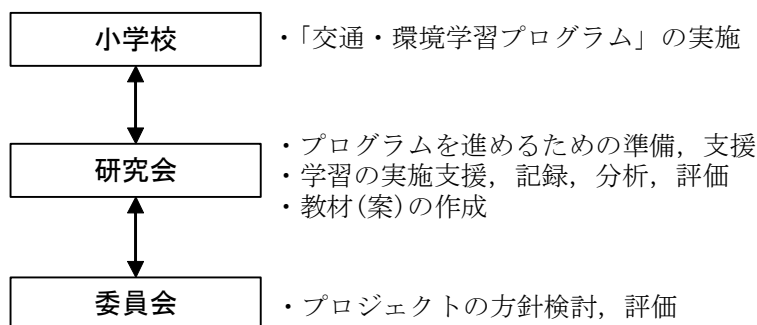 小学校
・「交通・環境学習プログラム」の実施
研究会
・プログラムを進めるための準備，支援
・学習の実施支援，記録，分析，評価
・教材(案)の作成
委員会
・プロジェクトの方針検討，評価